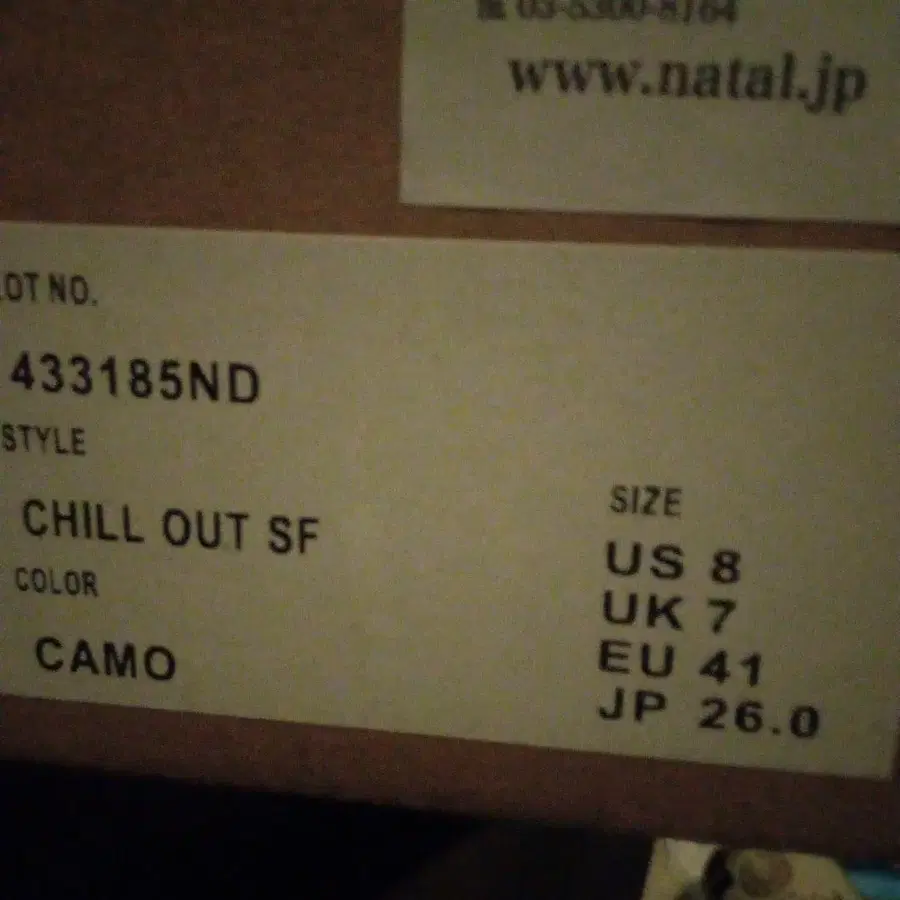 www.natal.jp
OT NO.
433185ND
STYLE
CHILL OUT SF
COLOR
CAMO
SIZE
US 8
UK 7
EU 41
JP 26.0